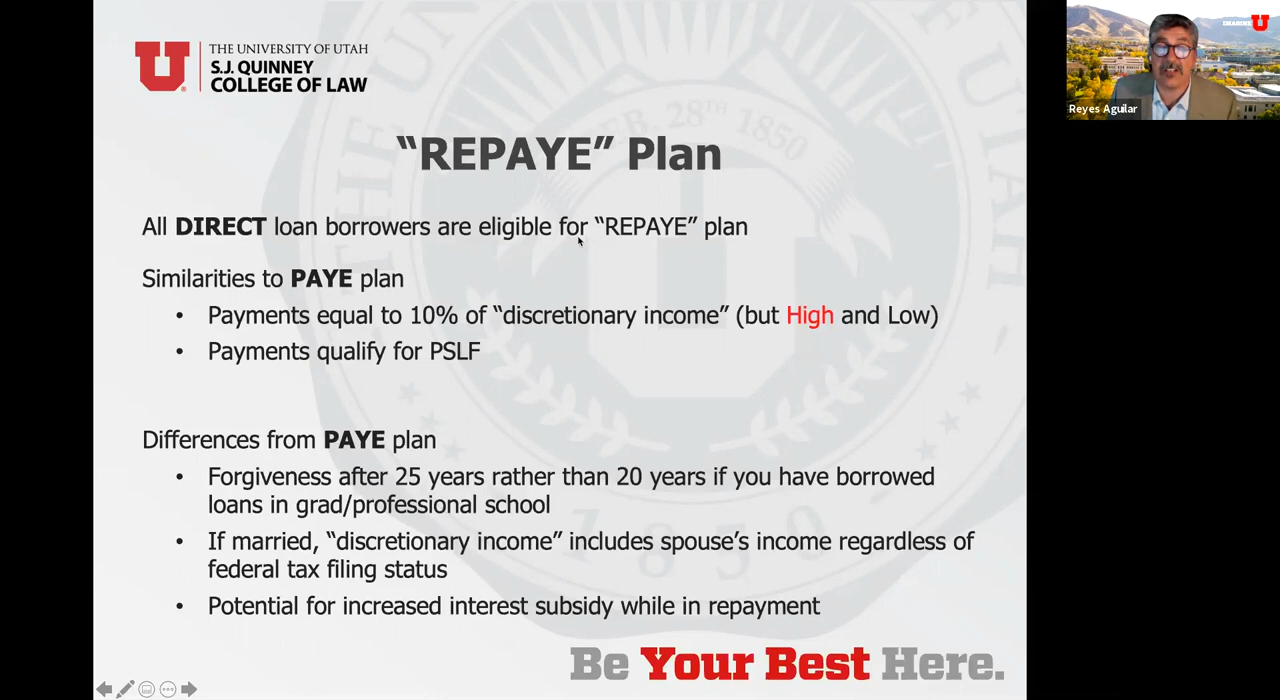 THE UNIVERSITY OF UTAH
S.J. QUINNEY
COLLEGE OF LAW
IMAGINE U
Reyes Aguilar
28TH 1850
“REPAYE” Plan
All DIRECT loan borrowers are eligible for “REPAYE” plan
Similarities to PAYE plan
• Payments equal to 10% of “discretionary income” (but High and Low)
• Payments qualify for PSLF
Differences from PAYE plan
• Forgiveness after 25 years rather than 20 years if you have borrowed
loans in grad/professional school
• If married, “discretionary income” includes spouse’s income regardless of
federal tax filing status
• Potential for increased interest subsidy while in repayment
1850
Be Your Best Here.